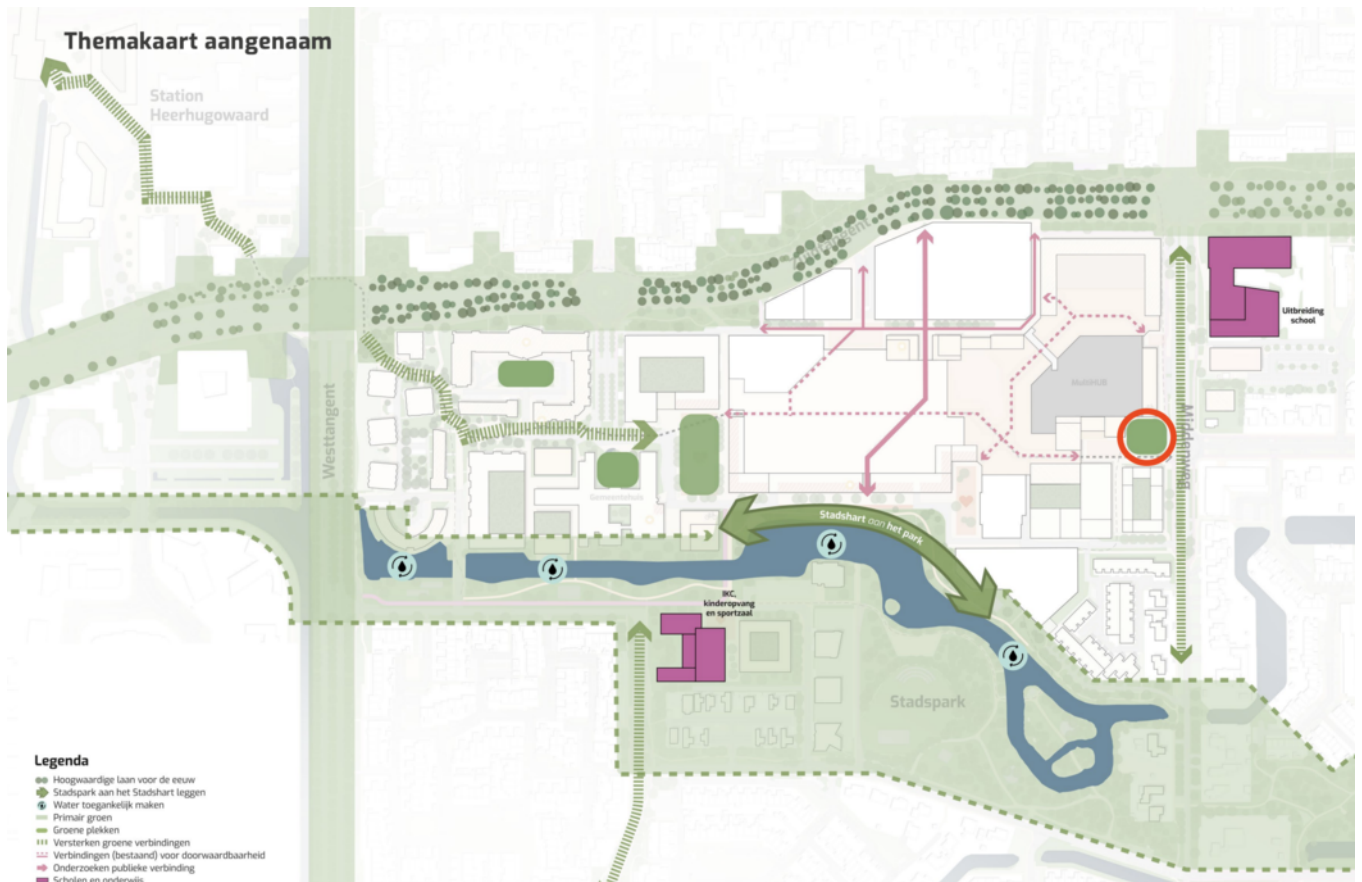 Themakaart aangenaam
Station
Heerhugowaard
Westtangent
Middenweg
Uitbreiding
school
Gemeentehuis
Stadshart aan het park
IKC,
kinderopvang
en sportzaal
Stadspark
Legenda
Hoogwaardige laan voor de eeuw
Stadspark aan het Stadshart leggen
Water toegankelijk maken
Primair groen
Groene plekken
Versterken groene verbindingen
Verbindingen (bestaand) voor doorwaardbaarheid
Onderzoeken publieke verbinding
Scholen en onderwijs